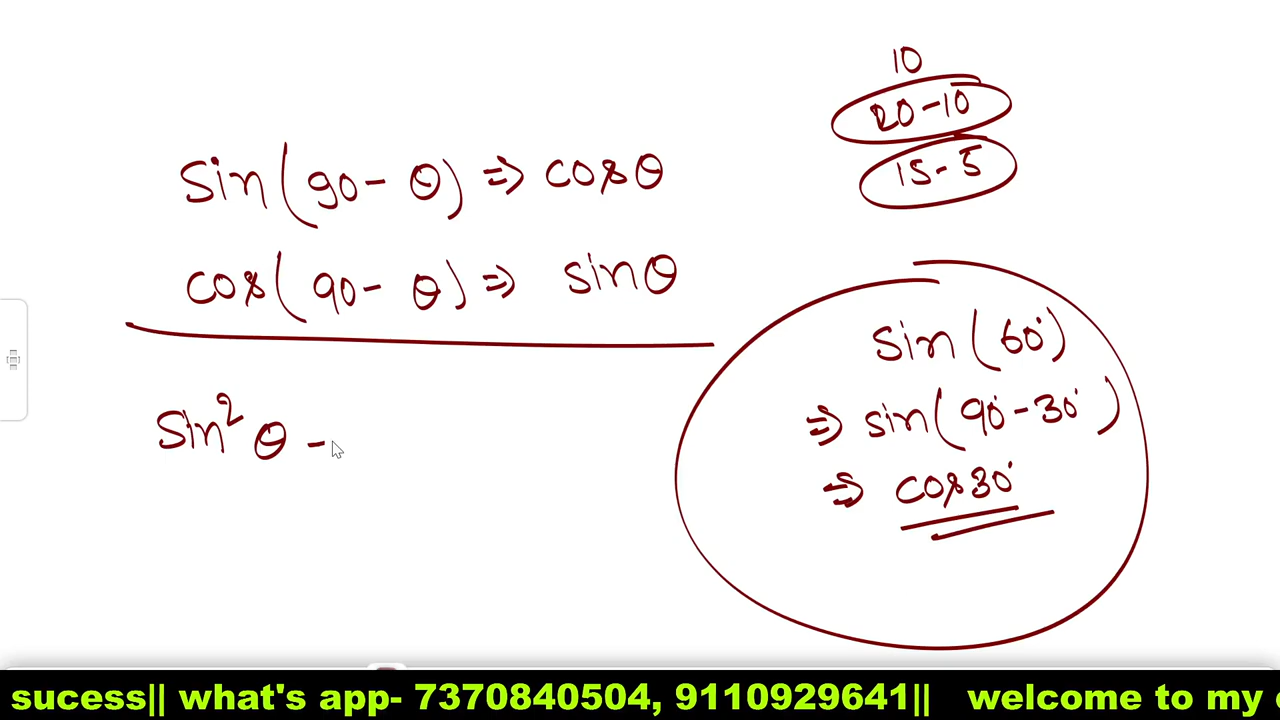 10
20-10
15-5
Sin(90-θ)⇒cosθ
cos(90-θ)⇒ sinθ
Sin(60°)
⇒ sin(90°-30°)
⇒ cos30°
Sin² θ -
sucess|| what's app- 7370840504, 9110929641|| welcome to my